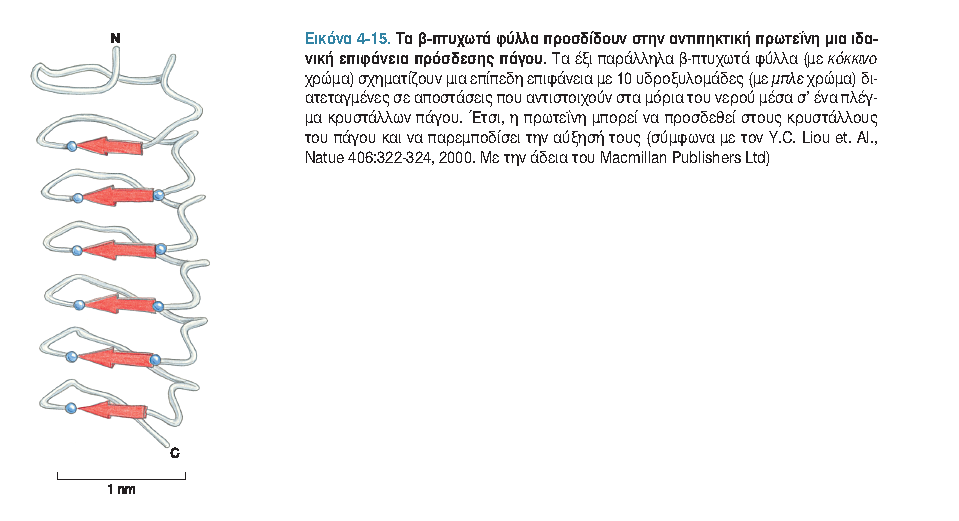 N
Εικόνα 4-15. Τα β-πτυχωτά φύλλα προσδίδουν στην αντιπηκτική πρωτεΐνη μια ιδα-
νική επιφάνεια πρόσδεσης πάγου. Τα έξι παράλληλα β-πτυχωτά φύλλα (με κόκκινο
χρώμα) σχηματίζουν μια επίπεδη επιφάνεια με 10 υδροξυλομάδες (με μπλε χρώμα) δι-
ατεταγμένες σε αποστάσεις που αντιστοιχούν στα μόρια του νερού μέσα σ' ένα πλέγ-
μα κρυστάλλων πάγου. Έτσι, η πρωτεΐνη μπορεί να προσδεθεί στους κρυστάλλους
του πάγου και να παρεμποδίσει την αύξησή τους (σύμφωνα με τον Y.C. Liou et. Al.,
Natue 406:322-324, 2000. Με την άδεια του Macmillan Publishers Ltd)
C
1 nm